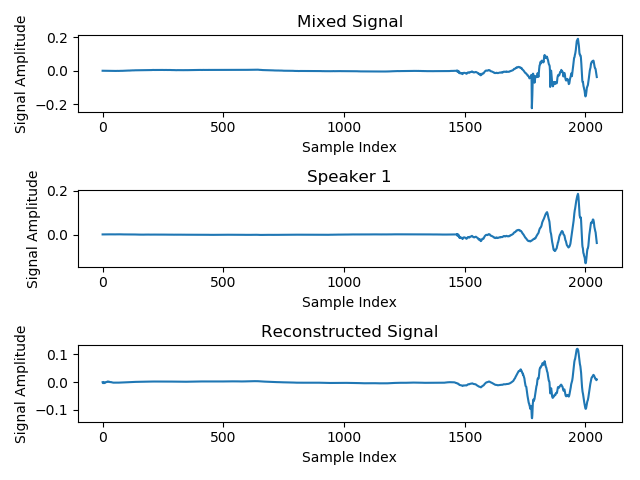 Mixed Signal
Signal Amplitude
0.2
0.0
−0.2
0 500 1000 1500 2000
Sample Index
Speaker 1
Signal Amplitude
0.2
0.0
0 500 1000 1500 2000
Sample Index
Reconstructed Signal
Signal Amplitude
0.1
0.0
−0.1
0 500 1000 1500 2000
Sample Index